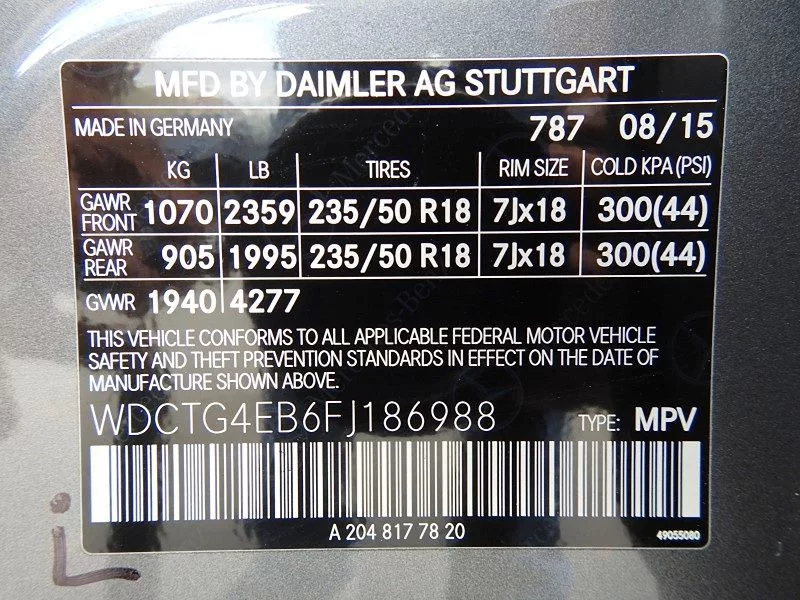 MFD BY DAIMLER AG STUTTGART
MADE IN GERMANY 787 08/15
KG LB TIRES RIM SIZE COLD KPA (PSI)
GAWR FRONT 1070 2359 235/50 R18 7Jx18 300(44)
GAWR REAR 905 1995 235/50 R18 7Jx18 300(44)
GVWR 1940 4277
THIS VEHICLE CONFORMS TO ALL APPLICABLE FEDERAL MOTOR VEHICLE
SAFETY AND THEFT PREVENTION STANDARDS IN EFFECT ON THE DATE OF
MANUFACTURE SHOWN ABOVE.
WDCTG4EB6FJ186988 TYPE: MPV
A 204 817 78 20
49055080